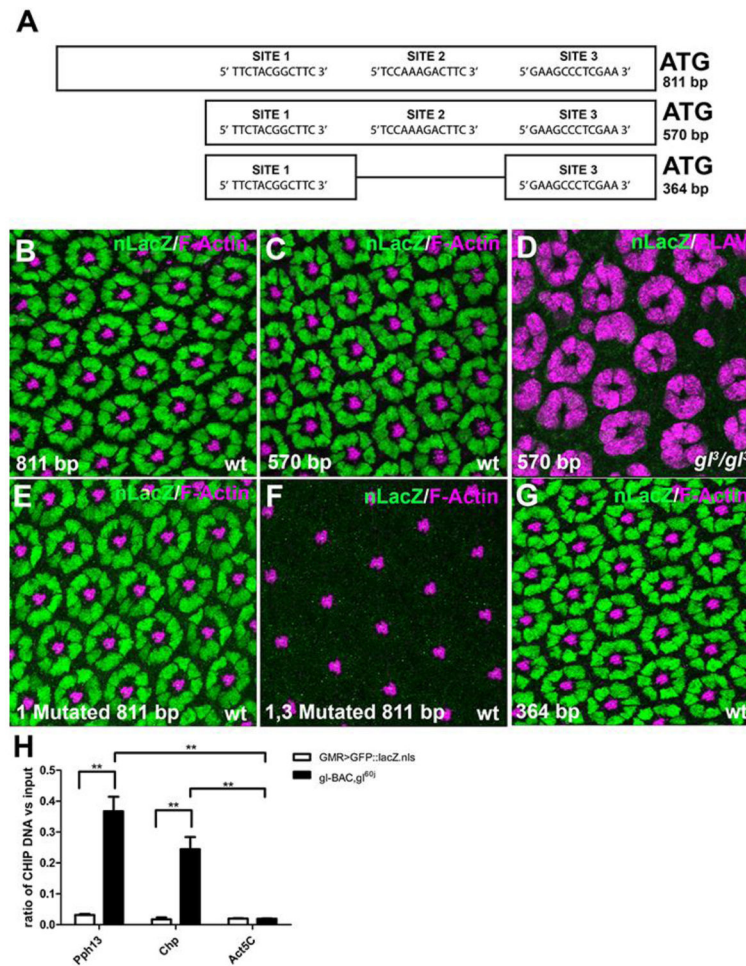 A
SITE 1 SITE 2 SITE 3 ATG
5' TTCTACGGCTTC 3' 5'TCCAAAGACTTC 3' 5'GAAGCCCTCGAA 3' 811 bp
SITE 1 SITE 2 SITE 3 ATG
5' TTCTACGGCTTC 3' 5'TCCAAAGACTTC 3' 5'GAAGCCCTCGAA 3' 570 bp
SITE 1 SITE 3 ATG
5' TTCTACGGCTTC 3' 5'GAAGCCCTCGAA 3' 364 bp
B nLacZ/F-Actin
811 bp wt
C nLacZ/F-Actin
570 bp wt
D nLacZ/ELAV
570 bp gl³/gl³
E nLacZ/F-Actin
1 Mutated 811 bp wt
F nLacZ/F-Actin
1,3 Mutated 811 bp wt
G nLacZ/F-Actin
364 bp wt
H
GMR>GFP::lacZ.nls
gl-BAC,gl⁶⁰ʲ
** ** ** **
ratio of CHIP DNA vs input
0.5
0.4
0.3
0.2
0.1
0.0
Pph13 Chp Act5C